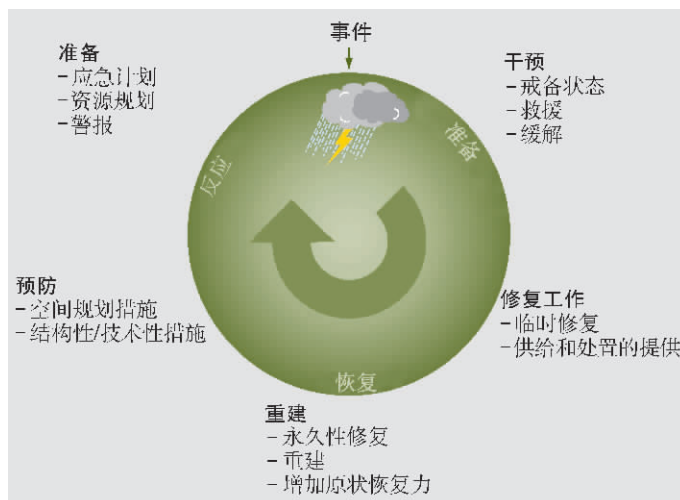 事件
准备
–应急计划
–资源规划
–警报
干预
–戒备状态
–救援
–缓解
反应
准备
预防
–空间规划措施
–结构性/技术性措施
修复工作
–临时修复
–供给和处置的提供
恢复
重建
–永久性修复
–重建
–增加原状恢复力